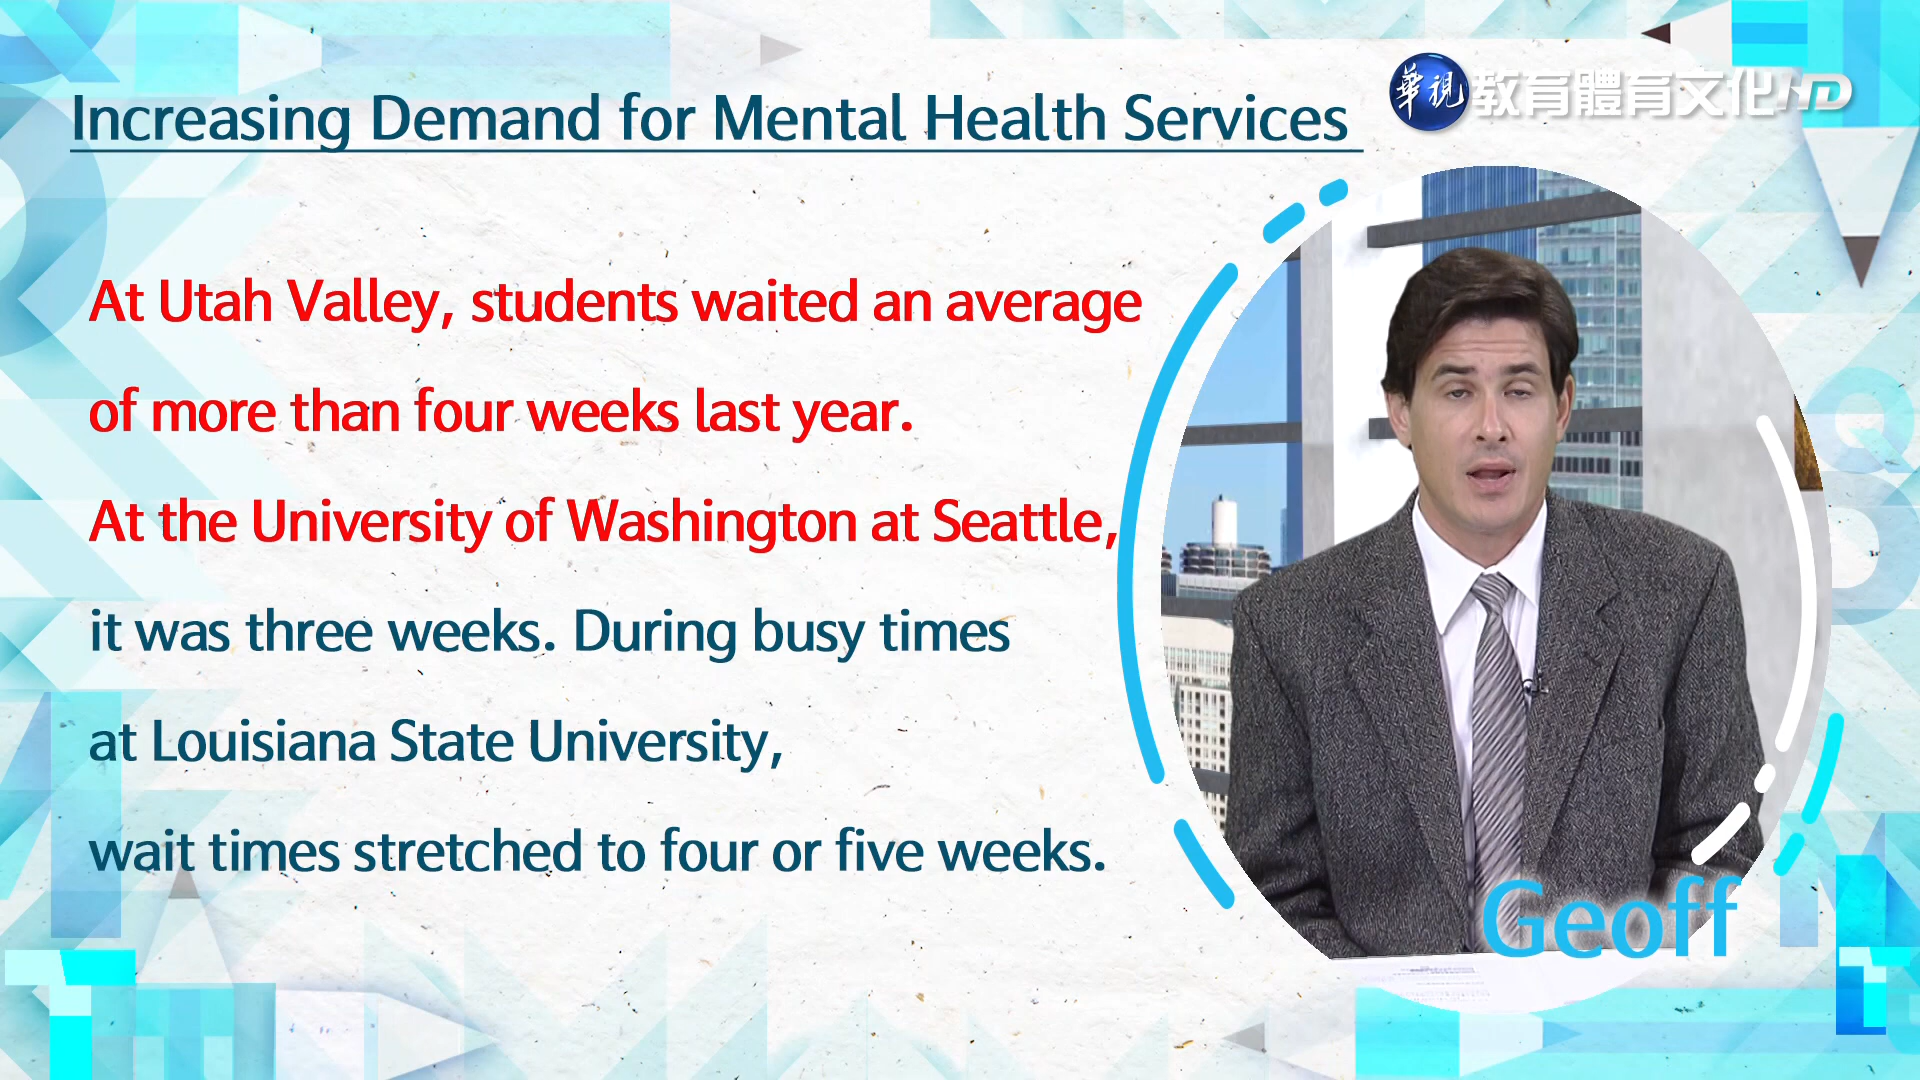 Increasing Demand for Mental Health Services
華視 教育體育文化HD
At Utah Valley, students waited an average
of more than four weeks last year.
At the University of Washington at Seattle,
it was three weeks. During busy times
at Louisiana State University,
wait times stretched to four or five weeks.
Geoff